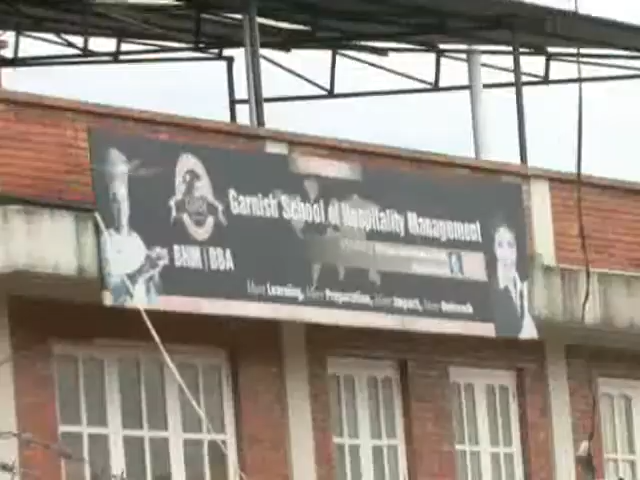 Garnish School of Hospitality Management
BHM | BBA
More Learning, More Preparation, More Impact, More Outreach